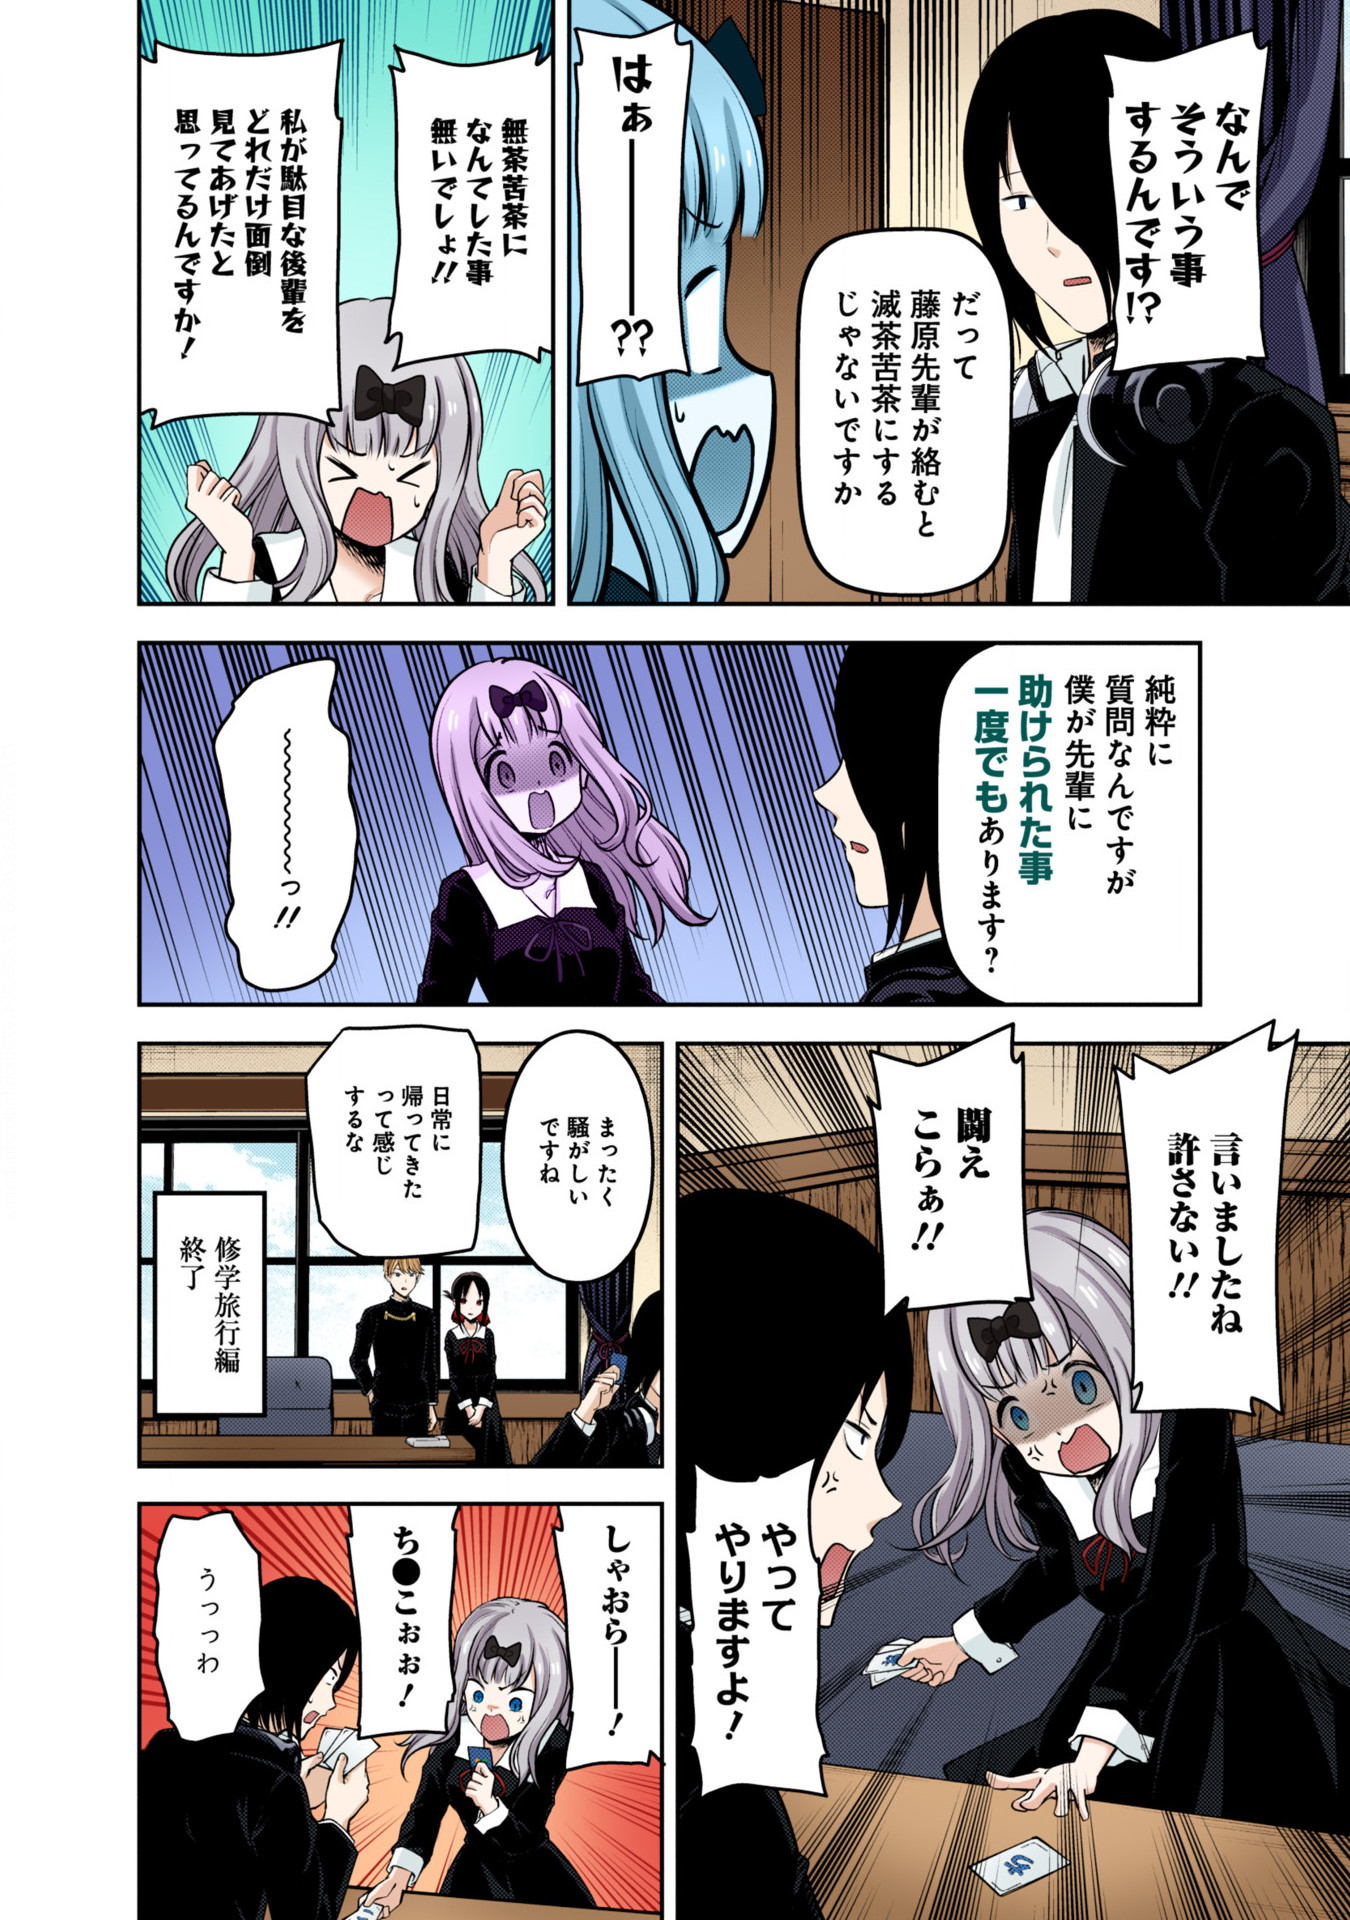 なんで
そういう事
するんです!?
だって
藤原先輩が絡むと
滅茶苦茶にする
じゃないですか
はぁ――――??
無茶苦茶に
なんてした事
無いでしょ!!
私が駄目な後輩を
どれだけ面倒
見てあげたと
思ってるんですか!
純粋に
質問なんですが
僕が先輩に
助けられた事
一度でもあります?
〜〜〜〜〜〜っ!!
言いましたね
許さない!!
闘え
こらぁ!!
やって
やりますよ!
まったく
騒がしい
ですね
日常に
帰ってきた
って感じ
するな
修学旅行編
終了
しゃおら――!
ち●こぉぉ!
うっっわ
ち